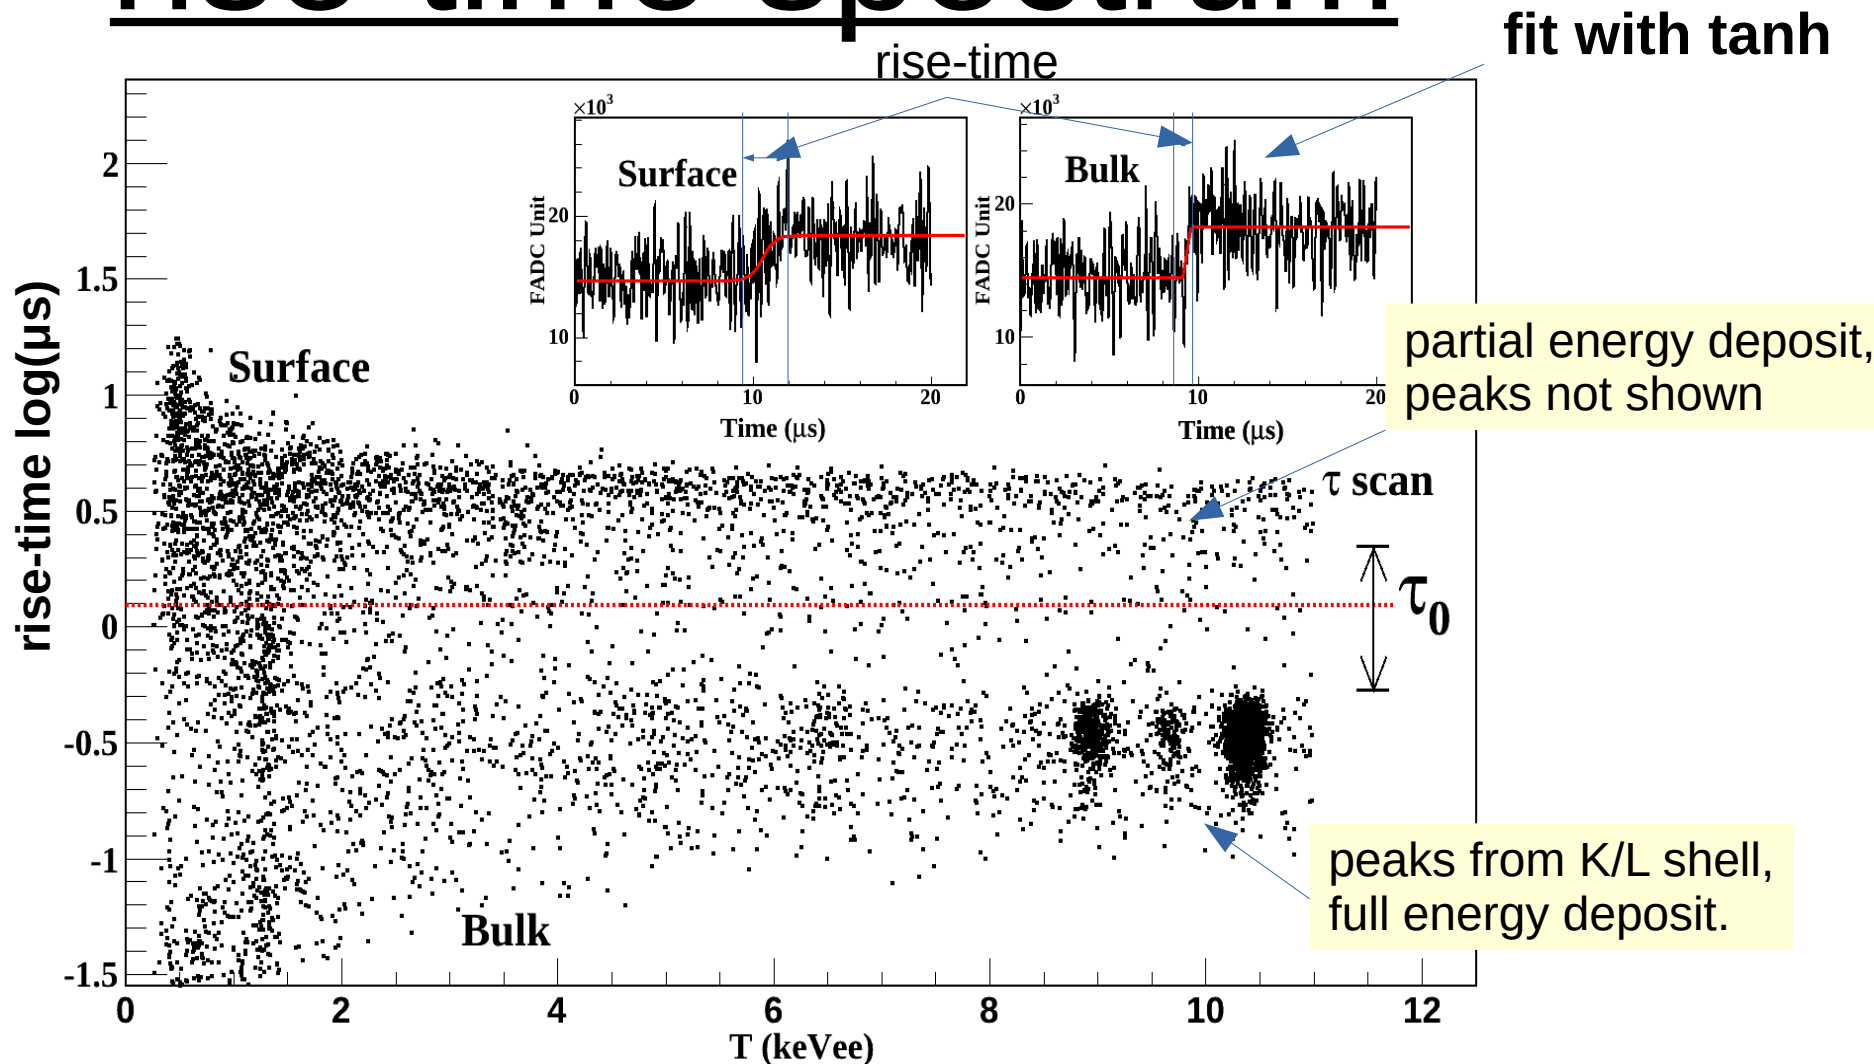 rise-time spectrum
fit with tanh
rise-time
×10³
×10³
Surface
Bulk
FADC Unit
20
10
0
10
20
Time (μs)
FADC Unit
20
10
0
10
20
Time (μs)
partial energy deposit,
peaks not shown
rise-time log(μs)
2
1.5
1
0.5
0
-0.5
-1
-1.5
Surface
τ scan
τ₀
peaks from K/L shell,
full energy deposit.
Bulk
0
2
4
6
8
10
12
T (keVee)